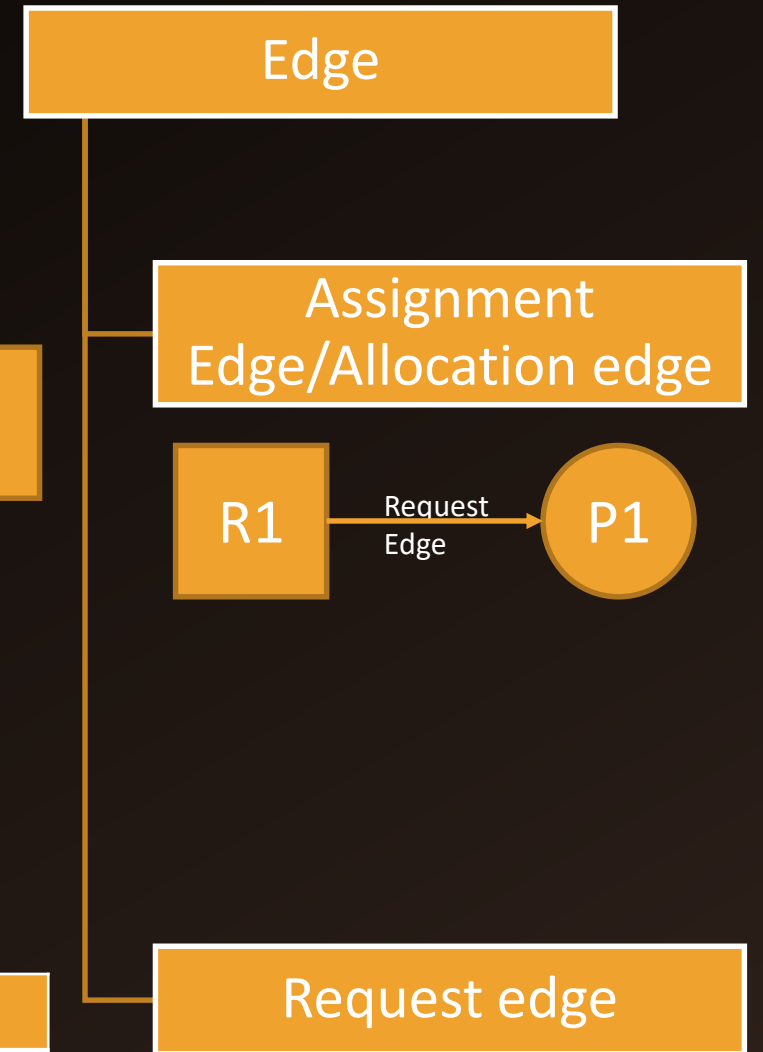 Edge
Assignment
Edge/Allocation edge
R1
Request
Edge
P1
Request edge